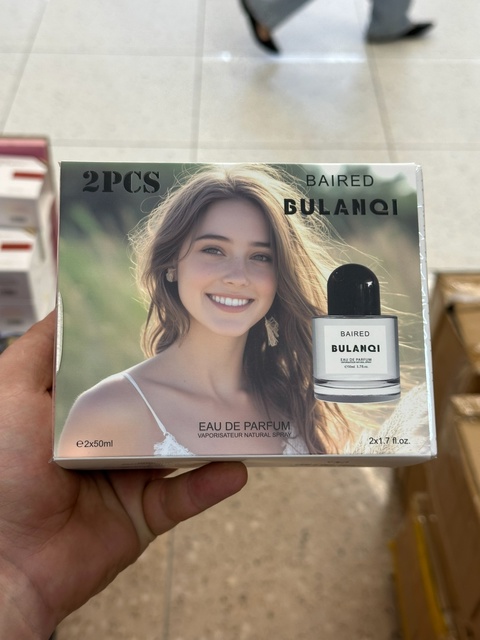 2PCS
BAIRED
BULANQI
BAIRED
BULANQI
EAU DE PARFUM
EAU DE PARFUM
VAPORISATEUR NATURAL SPRAY
℮2x50ml
2x1.7 fl.oz.